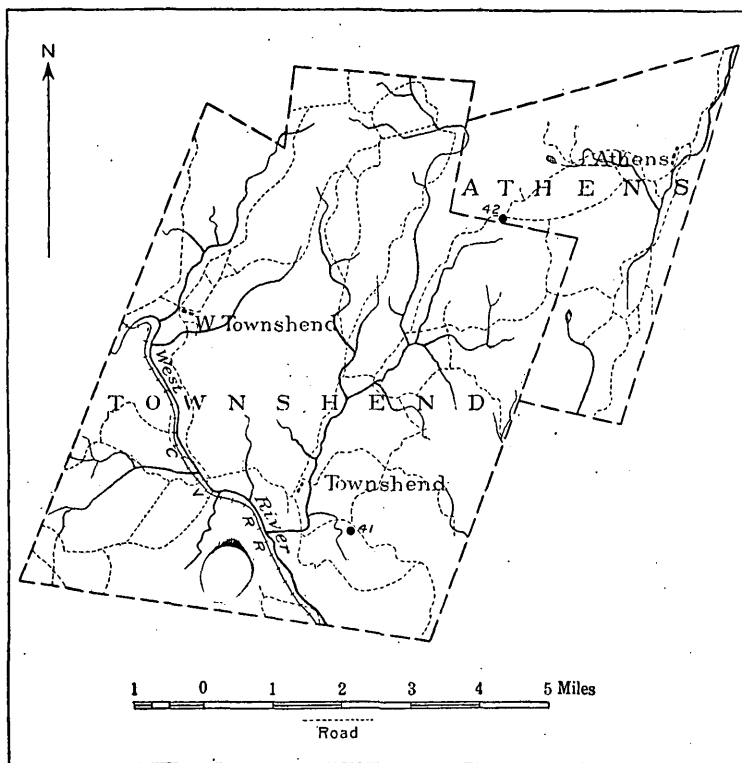 N
Athens
A T H E N S
42
W Townshend
West
T O W N S H E N D
C V R R
River
Townshend
41
1 0 1 2 3 4 5 Miles
Road